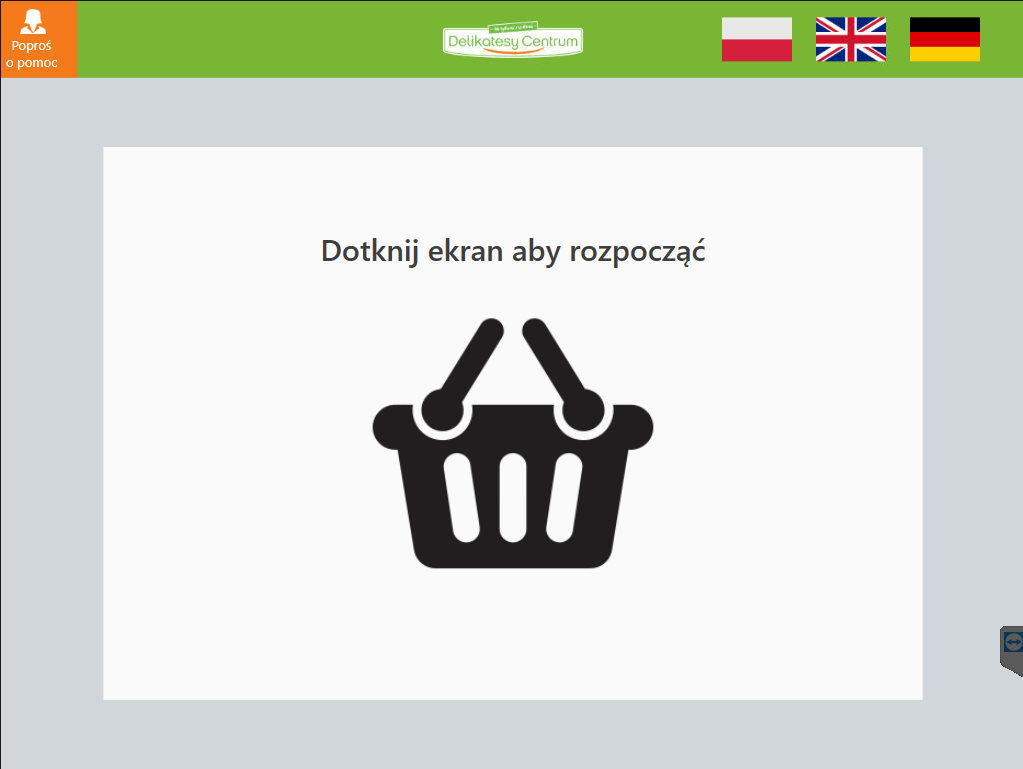 Poproś
o pomoc
Delikatesy Centrum
Dotknij ekran aby rozpocząć